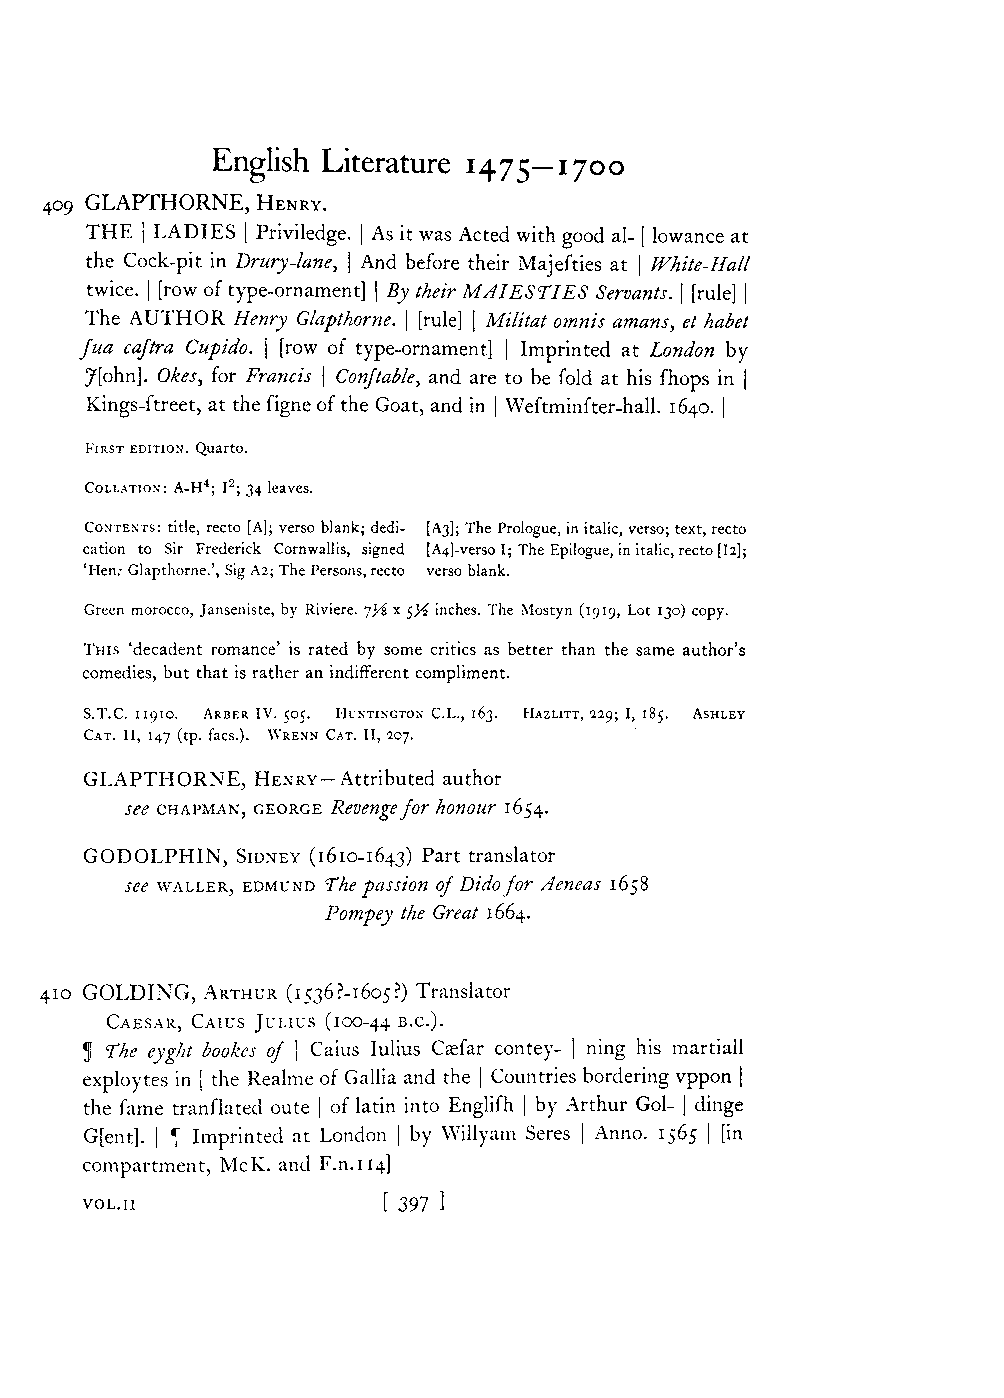 English Literature 1475–1700
409 GLAPTHORNE, HENRY.
THE | LADIES | Priviledge. | As it was Acted with good al- | lowance at
the Cock-pit in Drury-lane, | And before their Majeſties at | White-Hall
twice. | [row of type-ornament] | By their MAIESTIES Servants. | [rule] |
The AUTHOR Henry Glapthorne. | [rule] | Militat omnis amans, et habet
ſua caſtra Cupido. | [row of type-ornament] | Imprinted at London by
J[ohn]. Okes, for Francis | Conſtable, and are to be ſold at his ſhops in |
Kings-ſtreet, at the ſigne of the Goat, and in | Weſtminſter-hall. 1640. |
FIRST EDITION. Quarto.
COLLATION: A-H⁴; I²; 34 leaves.
CONTENTS: title, recto [A]; verso blank; dedi-
cation to Sir Frederick Cornwallis, signed
'Hen: Glapthorne.', Sig A2; The Persons, recto
[A3]; The Prologue, in italic, verso; text, recto
[A4]-verso I; The Epilogue, in italic, recto [I2];
verso blank.
Green morocco, Janseniste, by Riviere. 7⅛ x 5½ inches. The Mostyn (1919, Lot 130) copy.
THIS 'decadent romance' is rated by some critics as better than the same author's
comedies, but that is rather an indifferent compliment.
S.T.C. 11910. ARBER IV. 505. HUNTINGTON C.L., 163. HAZLITT, 229; I, 185. ASHLEY
CAT. II, 147 (tp. facs.). WRENN CAT. II, 207.
GLAPTHORNE, HENRY—Attributed author
see CHAPMAN, GEORGE Revenge for honour 1654.
GODOLPHIN, SIDNEY (1610-1643) Part translator
see WALLER, EDMUND The passion of Dido for Aeneas 1658
Pompey the Great 1664.
410 GOLDING, ARTHUR (1536?-1605?) Translator
CAESAR, CAIUS JULIUS (100-44 B.C.).
¶ The eyght bookes of | Caius Iulius Cæſar contey- | ning his martiall
exploytes in | the Realme of Gallia and the | Countries bordering vppon |
the ſame tranſlated oute | of latin into Engliſh | by Arthur Gol- | dinge
G[ent]. | ¶ Imprinted at London | by Willyam Seres | Anno. 1565 | [in
compartment, McK. and F.n.114]
VOL.II [ 397 ]